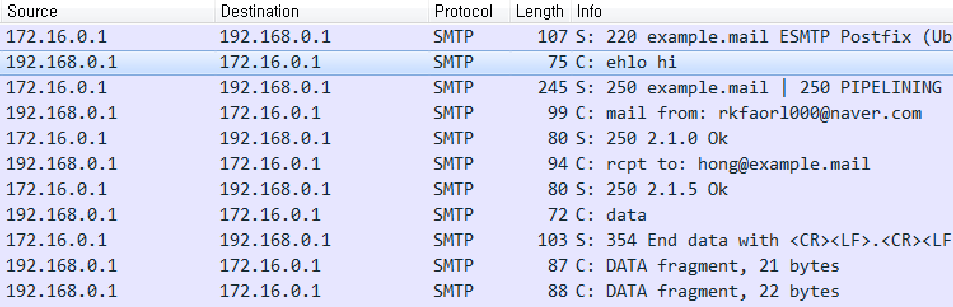 Source Destination Protocol Length Info
172.16.0.1 192.168.0.1 SMTP 107 S: 220 example.mail ESMTP Postfix (Ub
192.168.0.1 172.16.0.1 SMTP 75 C: ehlo hi
172.16.0.1 192.168.0.1 SMTP 245 S: 250 example.mail | 250 PIPELINING
192.168.0.1 172.16.0.1 SMTP 99 C: mail from: rkfaorl000@naver.com
172.16.0.1 192.168.0.1 SMTP 80 S: 250 2.1.0 Ok
192.168.0.1 172.16.0.1 SMTP 94 C: rcpt to: hong@example.mail
172.16.0.1 192.168.0.1 SMTP 80 S: 250 2.1.5 Ok
192.168.0.1 172.16.0.1 SMTP 72 C: data
172.16.0.1 192.168.0.1 SMTP 103 S: 354 End data with <CR><LF>.<CR><LF
192.168.0.1 172.16.0.1 SMTP 87 C: DATA fragment, 21 bytes
192.168.0.1 172.16.0.1 SMTP 88 C: DATA fragment, 22 bytes